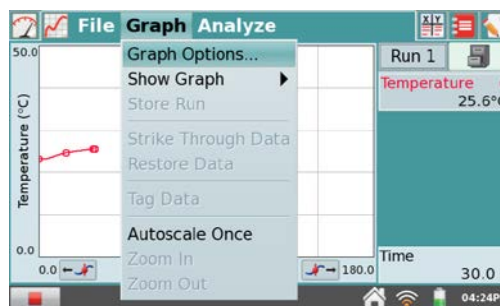 File Graph Analyze
X Y
50.0
Temperature (°C)
0.0
0.0
180.0
Graph Options...
Show Graph
Store Run
Strike Through Data
Restore Data
Tag Data
Autoscale Once
Zoom In
Zoom Out
Run 1
Temperature
25.6°
Time
30.0
04:24